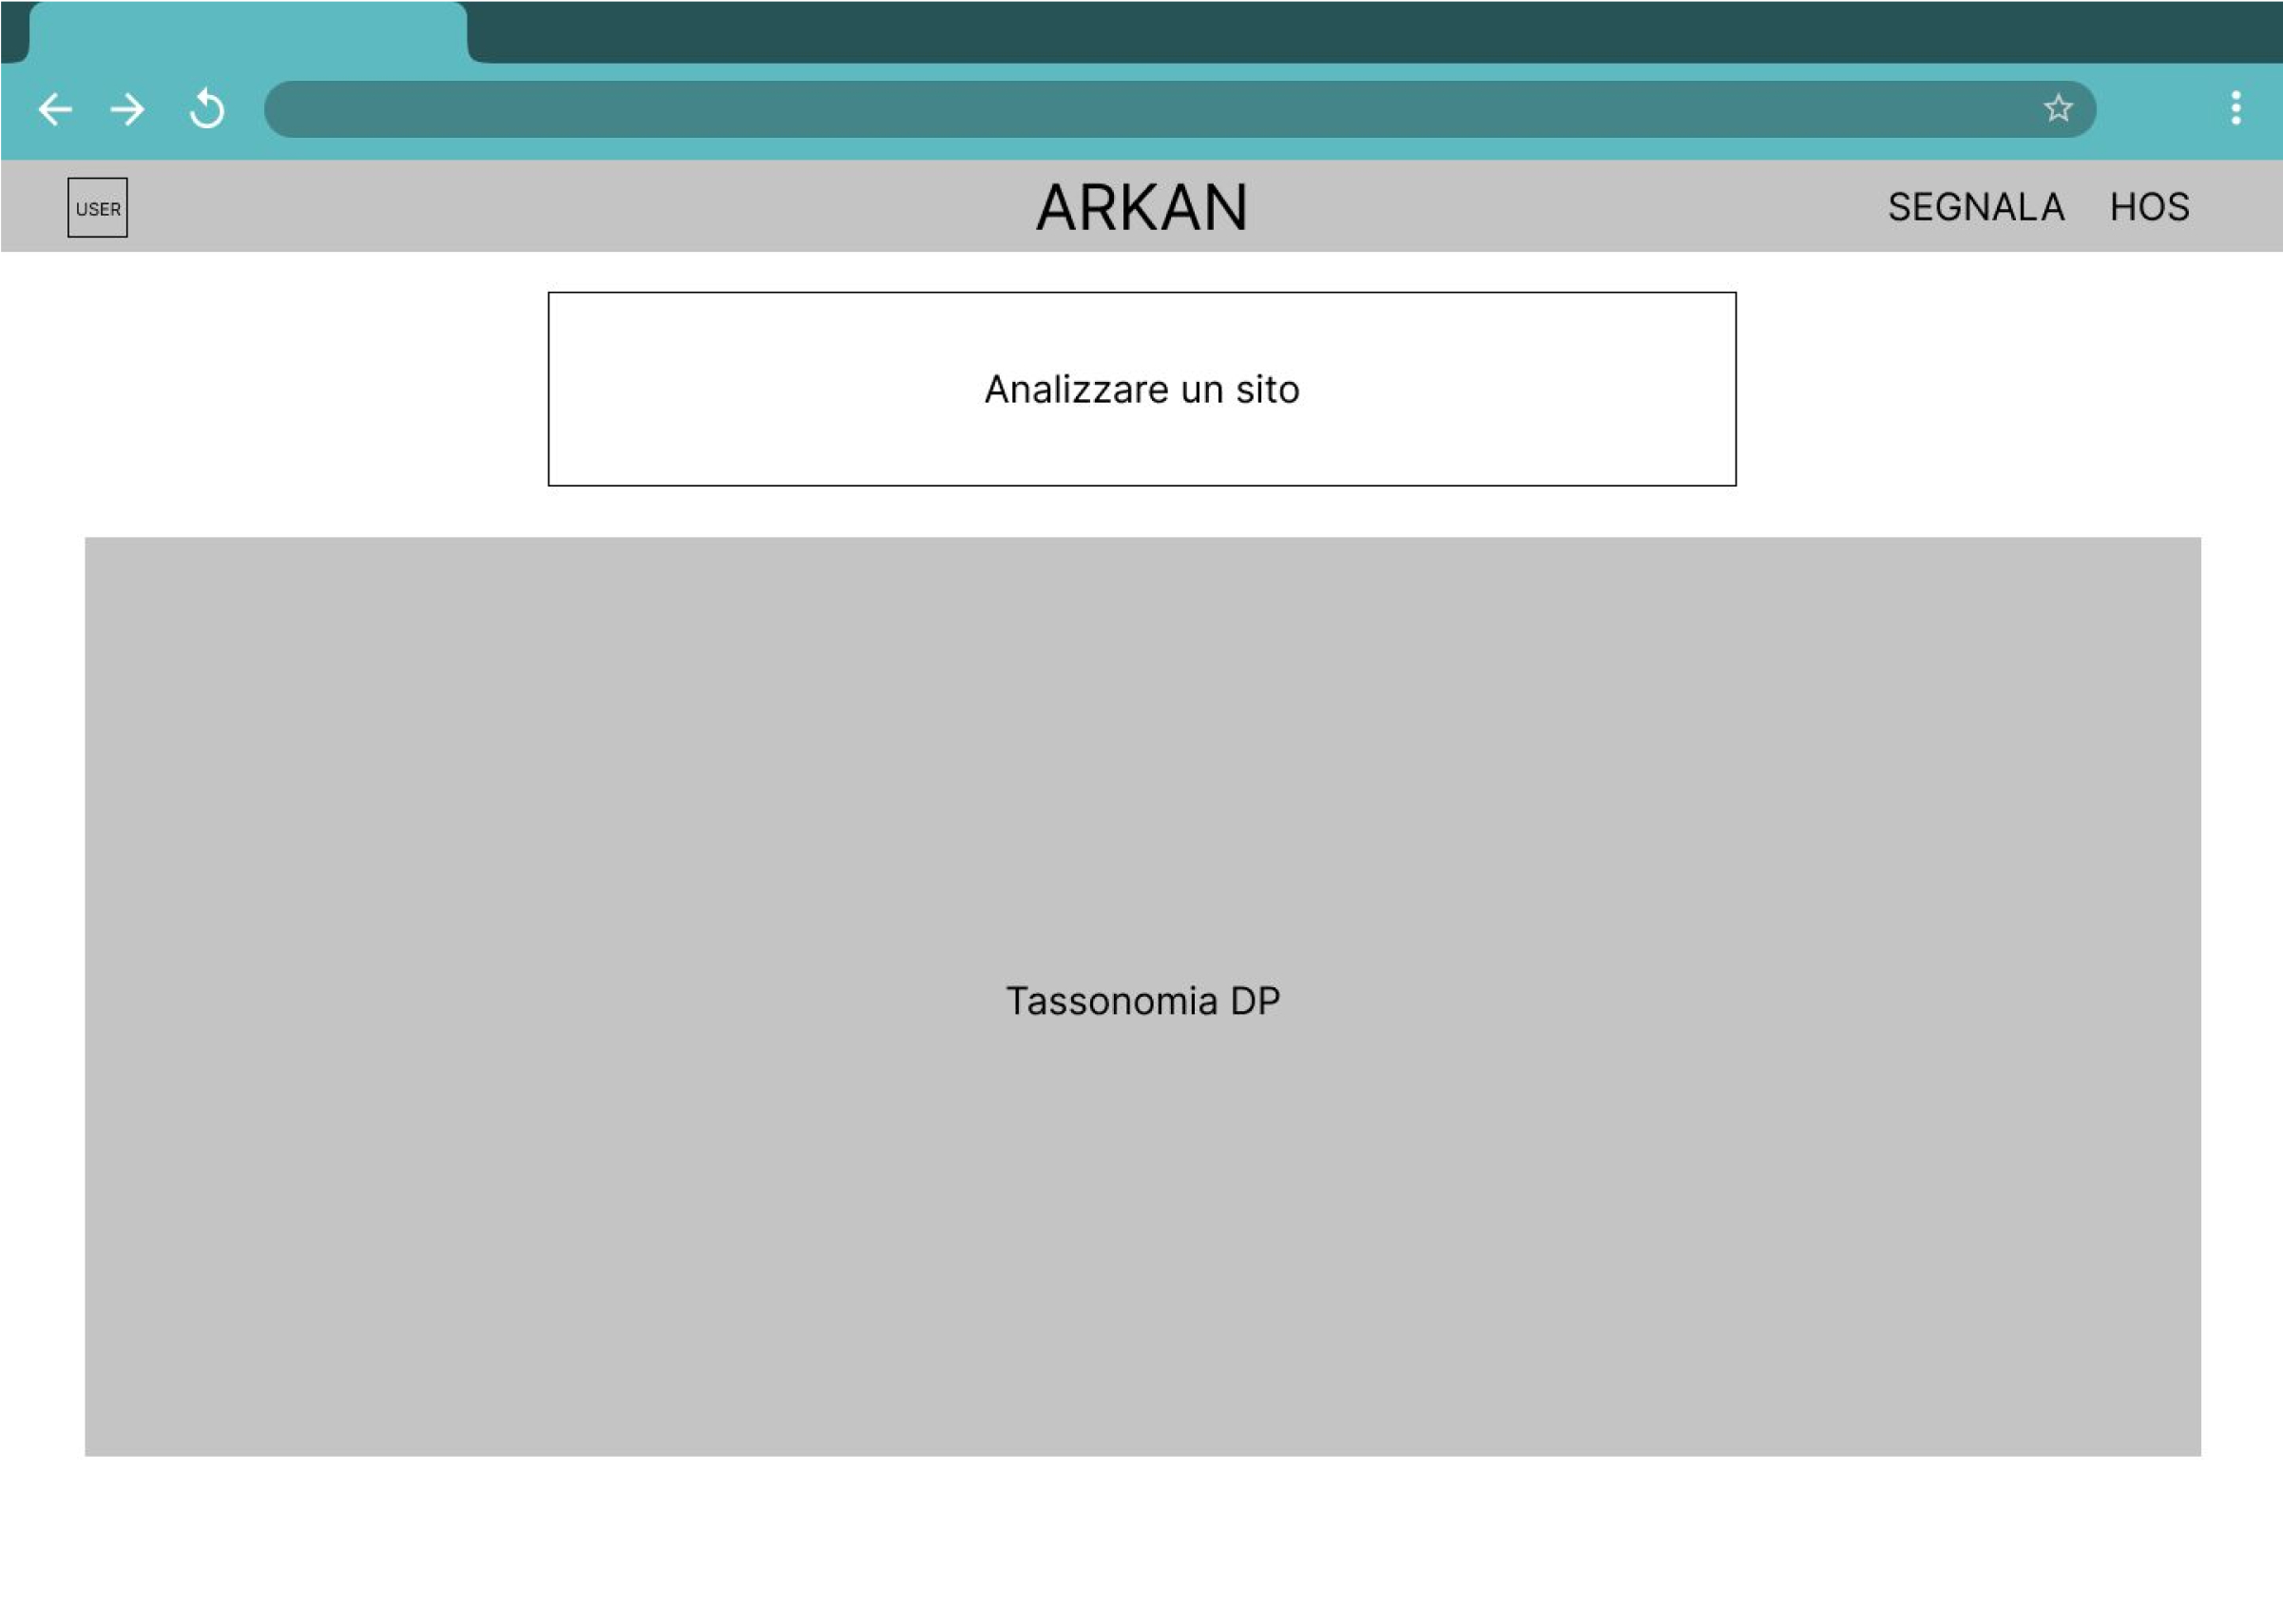 USER
ARKAN
SEGNALA HOS
Analizzare un sito
Tassonomia DP